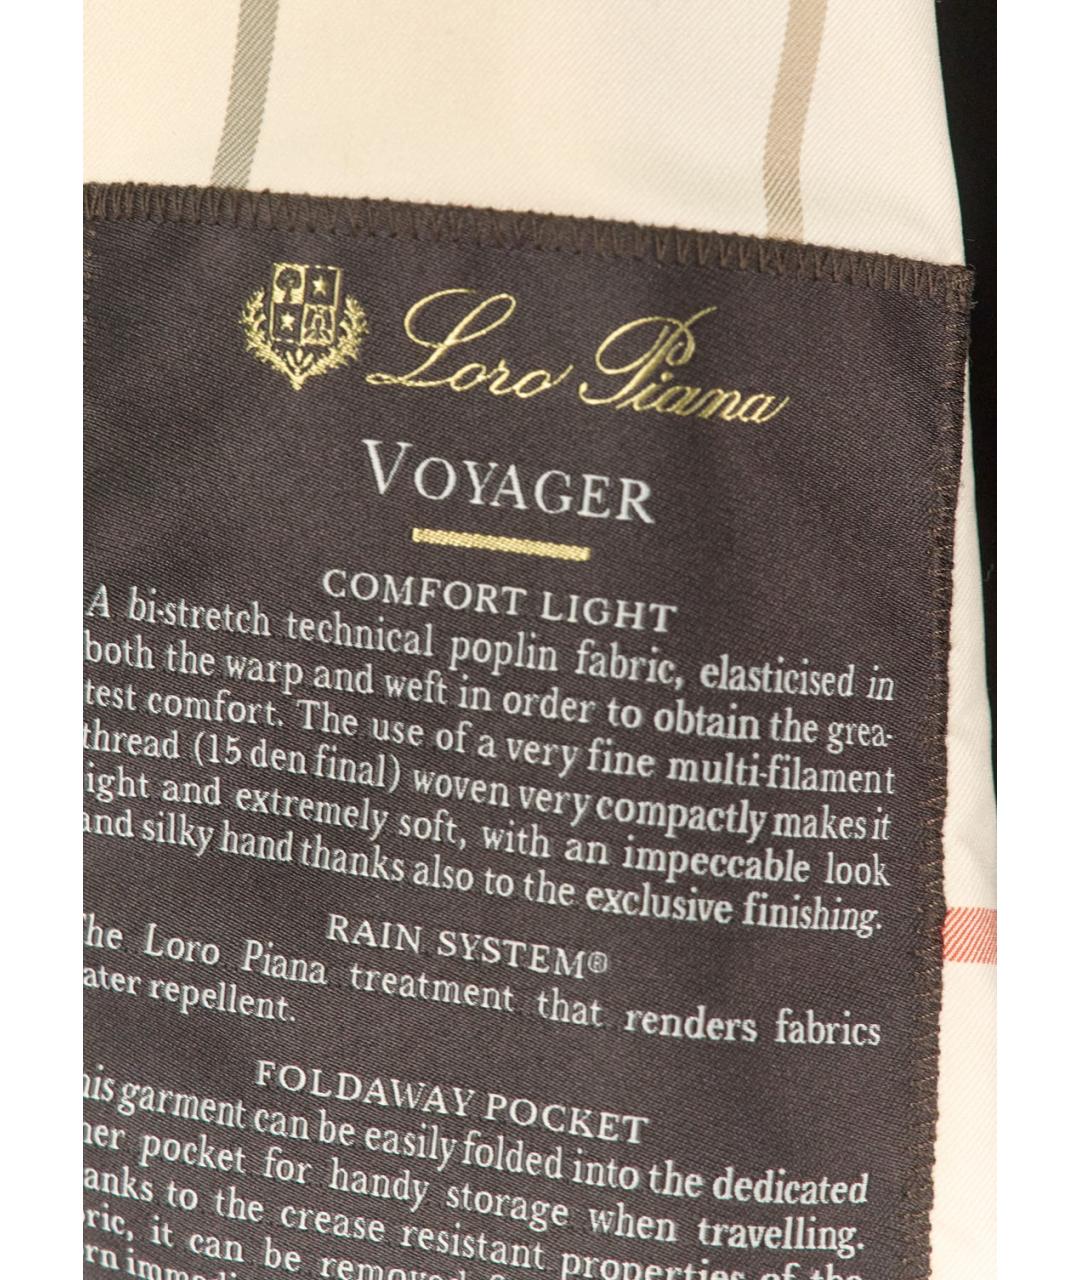 Loro Piana
VOYAGER
COMFORT LIGHT
A bi-stretch technical poplin fabric, elasticised in
both the warp and weft in order to obtain the grea-
test comfort. The use of a very fine multi-filament
thread (15 den final) woven very compactly makes it
ight and extremely soft, with an impeccable look
and silky hand thanks also to the exclusive finishing.
RAIN SYSTEM®
he Loro Piana treatment that renders fabrics
ater repellent.
FOLDAWAY POCKET
his garment can be easily folded into the dedicated
ner pocket for handy storage when travelling.
anks to the crease resistant properties of the
ric, it can be removed